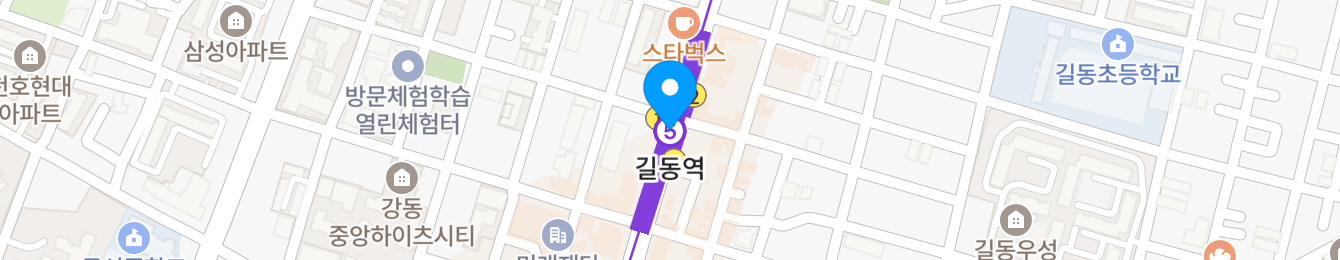 삼성아파트
스타벅스
길동초등학교
천호현대
아파트
방문체험학습
열린체험터
2
5
길동역
강동
중앙하이츠시티
길동우성